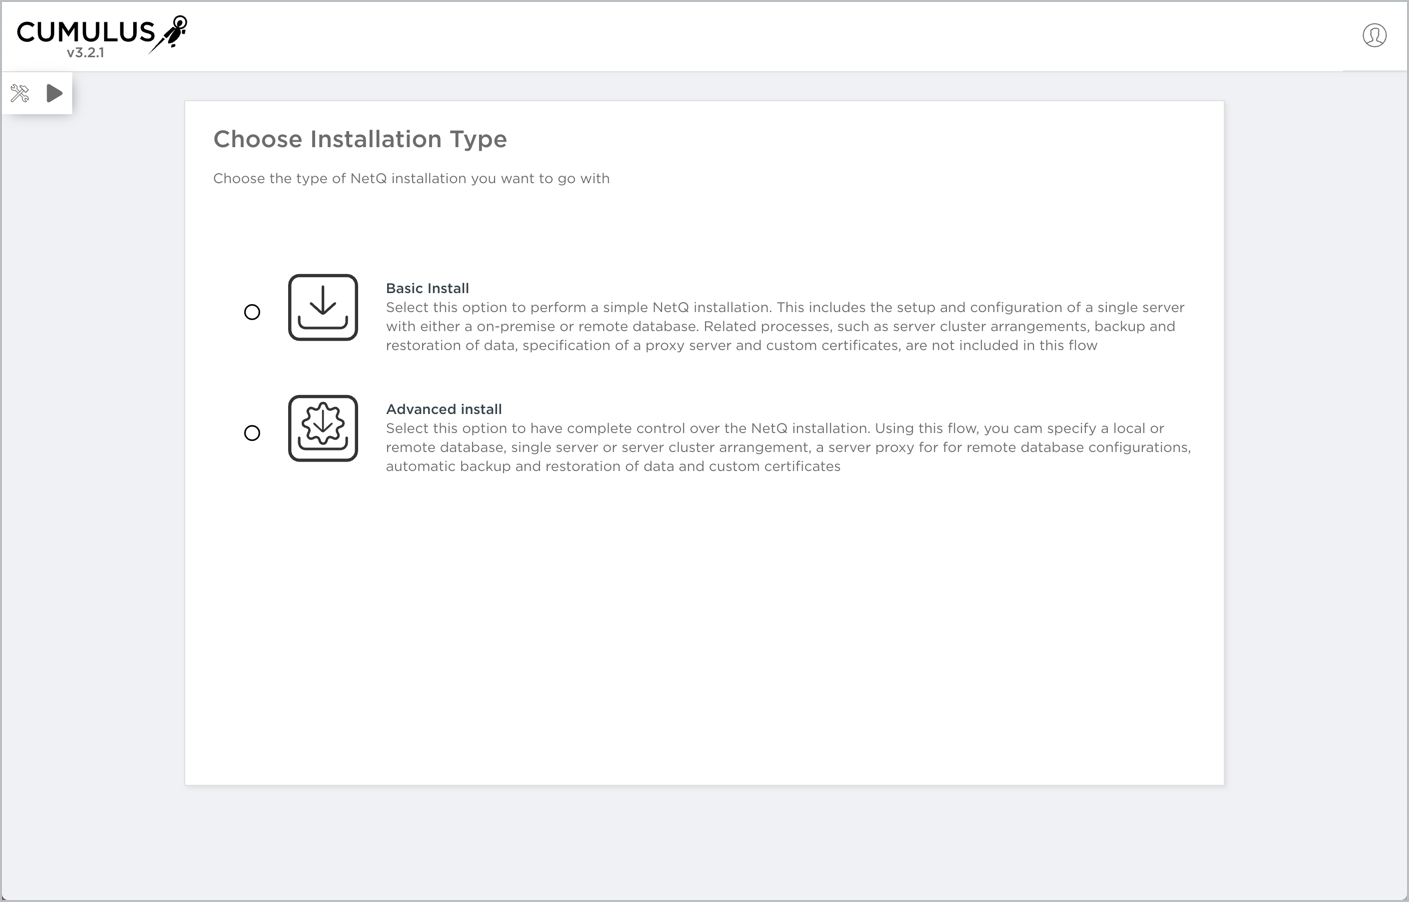 CUMULUS
v3.2.1
Choose Installation Type
Choose the type of NetQ installation you want to go with
Basic Install
Select this option to perform a simple NetQ installation. This includes the setup and configuration of a single server
with either a on-premise or remote database. Related processes, such as server cluster arrangements, backup and
restoration of data, specification of a proxy server and custom certificates, are not included in this flow
Advanced install
Select this option to have complete control over the NetQ installation. Using this flow, you cam specify a local or
remote database, single server or server cluster arrangement, a server proxy for for remote database configurations,
automatic backup and restoration of data and custom certificates